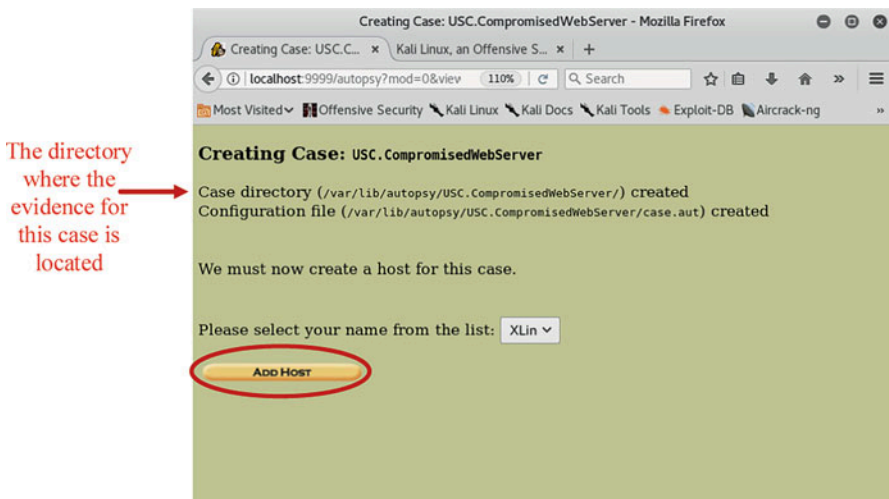 Creating Case: USC.CompromisedWebServer - Mozilla Firefox
Creating Case: USC.C... × Kali Linux, an Offensive S... × +
localhost:9999/autopsy?mod=0&view 110% Search
Most Visited Offensive Security Kali Linux Kali Docs Kali Tools Exploit-DB Aircrack-ng »
Creating Case: USC.CompromisedWebServer
The directory
where the
evidence for
this case is
located
Case directory (/var/lib/autopsy/USC.CompromisedWebServer/) created
Configuration file (/var/lib/autopsy/USC.CompromisedWebServer/case.aut) created
We must now create a host for this case.
Please select your name from the list: XLin
ADD HOST